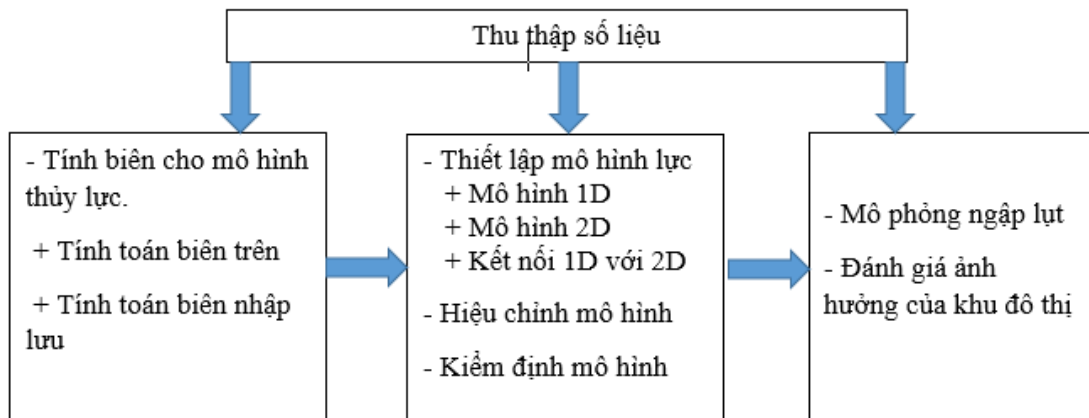 Thu thập số liệu
- Tính biên cho mô hình
thủy lực.
+ Tính toán biên trên
+ Tính toán biên nhập
lưu
- Thiết lập mô hình lực
+ Mô hình 1D
+ Mô hình 2D
+ Kết nối 1D với 2D
- Hiệu chỉnh mô hình
- Kiểm định mô hình
- Mô phỏng ngập lụt
- Đánh giá ảnh
hưởng của khu đô thị